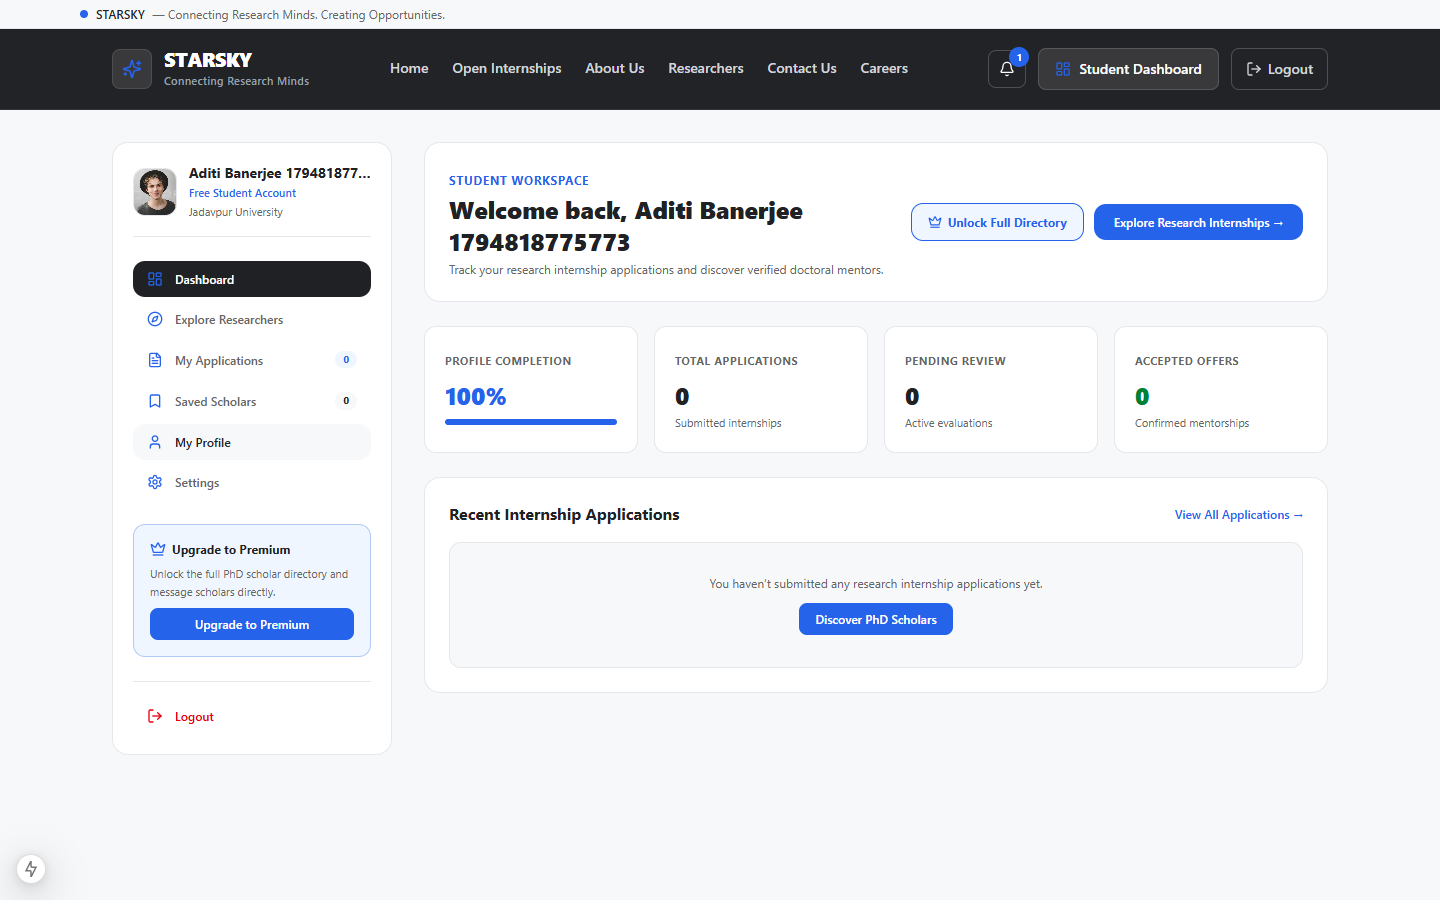 STARSKY — Connecting Research Minds. Creating Opportunities.
STARSKY
Connecting Research Minds
Home
Open Internships
About Us
Researchers
Contact Us
Careers
1
Student Dashboard
Logout
Aditi Banerjee 179481877...
Free Student Account
Jadavpur University
Dashboard
Explore Researchers
My Applications 0
Saved Scholars 0
My Profile
Settings
Upgrade to Premium
Unlock the full PhD scholar directory and
message scholars directly.
Upgrade to Premium
Logout
STUDENT WORKSPACE
Welcome back, Aditi Banerjee
1794818775773
Track your research internship applications and discover verified doctoral mentors.
Unlock Full Directory
Explore Research Internships →
PROFILE COMPLETION
100%
TOTAL APPLICATIONS
0
Submitted internships
PENDING REVIEW
0
Active evaluations
ACCEPTED OFFERS
0
Confirmed mentorships
Recent Internship Applications
View All Applications →
You haven't submitted any research internship applications yet.
Discover PhD Scholars